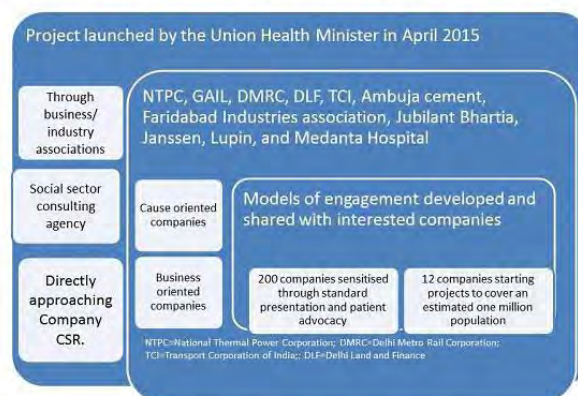 Project launched by the Union Health Minister in April 2015
Through
business/
industry
associations
Social sector
consulting
agency
Directly
approaching
Company
CSR.
NTPC, GAIL, DMRC, DLF, TCI, Ambuja cement,
Faridabad Industries association, Jubilant Bhartia,
Janssen, Lupin, and Medanta Hospital
Cause oriented
companies
Business
oriented
companies
Models of engagement developed and
shared with interested companies
200 companies sensitised
through standard
presentation and patient
advocacy
12 companies starting
projects to cover an
estimated one million
population
NTPC=National Thermal Power Corporation; DMRC=Delhi Metro Rail Corporation;
TCI=Transport Corporation of India;: DLF=Delhi Land and Finance